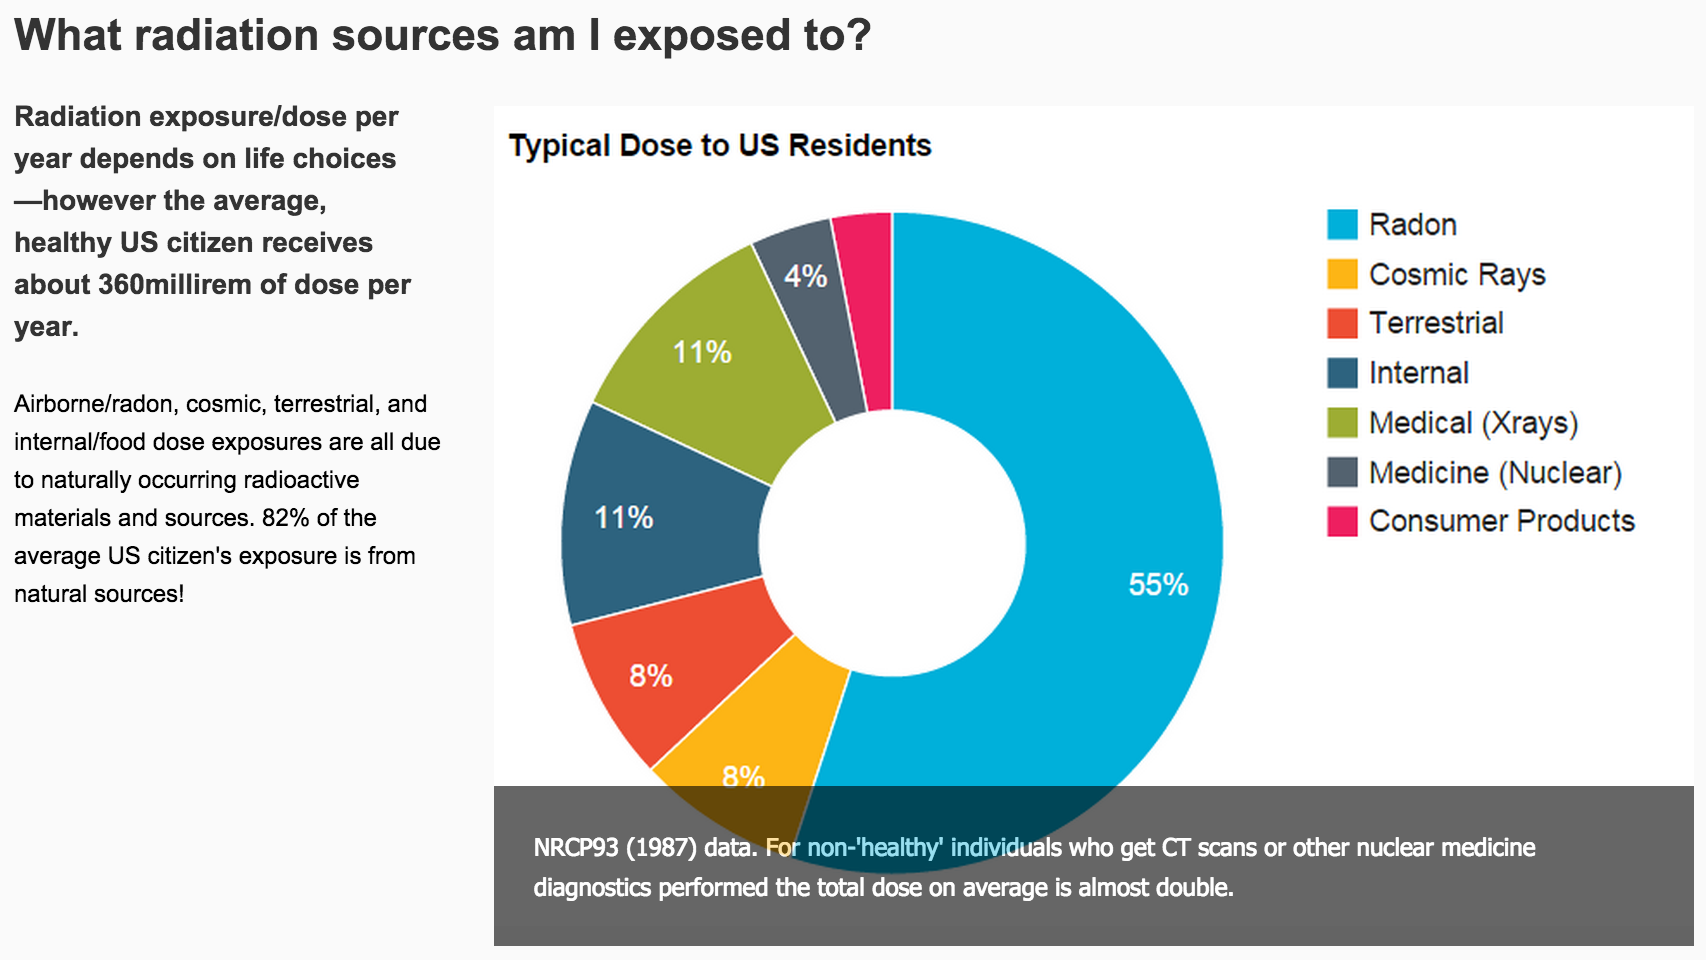 What radiation sources am I exposed to?
Radiation exposure/dose per
year depends on life choices
—however the average,
healthy US citizen receives
about 360millirem of dose per
year.
Airborne/radon, cosmic, terrestrial, and
internal/food dose exposures are all due
to naturally occurring radioactive
materials and sources. 82% of the
average US citizen's exposure is from
natural sources!
Typical Dose to US Residents
Radon
Cosmic Rays
Terrestrial
Internal
Medical (Xrays)
Medicine (Nuclear)
Consumer Products
4%
11%
11%
55%
8%
8%
NRCP93 (1987) data. For non-'healthy' individuals who get CT scans or other nuclear medicine
diagnostics performed the total dose on average is almost double.